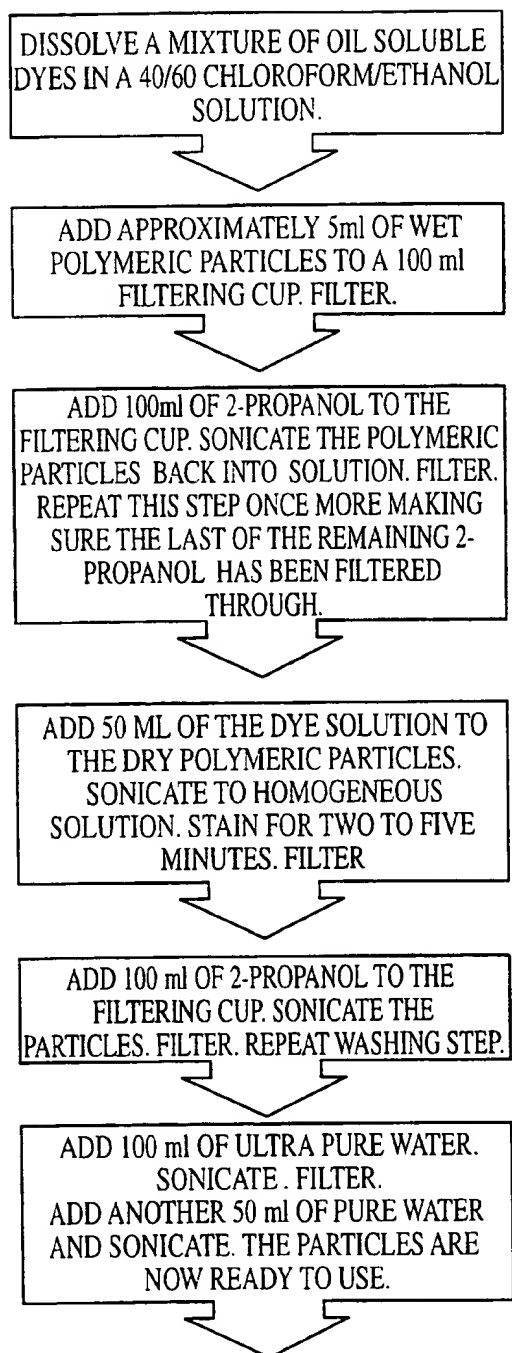 DISSOLVE A MIXTURE OF OIL SOLUBLE
DYES IN A 40/60 CHLOROFORM/ETHANOL
SOLUTION.
ADD APPROXIMATELY 5ml OF WET
POLYMERIC PARTICLES TO A 100 ml
FILTERING CUP. FILTER.
ADD 100ml OF 2-PROPANOL TO THE
FILTERING CUP. SONICATE THE POLYMERIC
PARTICLES BACK INTO SOLUTION. FILTER.
REPEAT THIS STEP ONCE MORE MAKING
SURE THE LAST OF THE REMAINING 2-
PROPANOL HAS BEEN FILTERED
THROUGH.
ADD 50 ML OF THE DYE SOLUTION TO
THE DRY POLYMERIC PARTICLES.
SONICATE TO HOMOGENEOUS
SOLUTION. STAIN FOR TWO TO FIVE
MINUTES. FILTER
ADD 100 ml OF 2-PROPANOL TO THE
FILTERING CUP. SONICATE THE
PARTICLES. FILTER. REPEAT WASHING STEP.
ADD 100 ml OF ULTRA PURE WATER.
SONICATE . FILTER.
ADD ANOTHER 50 ml OF PURE WATER
AND SONICATE. THE PARTICLES ARE
NOW READY TO USE.